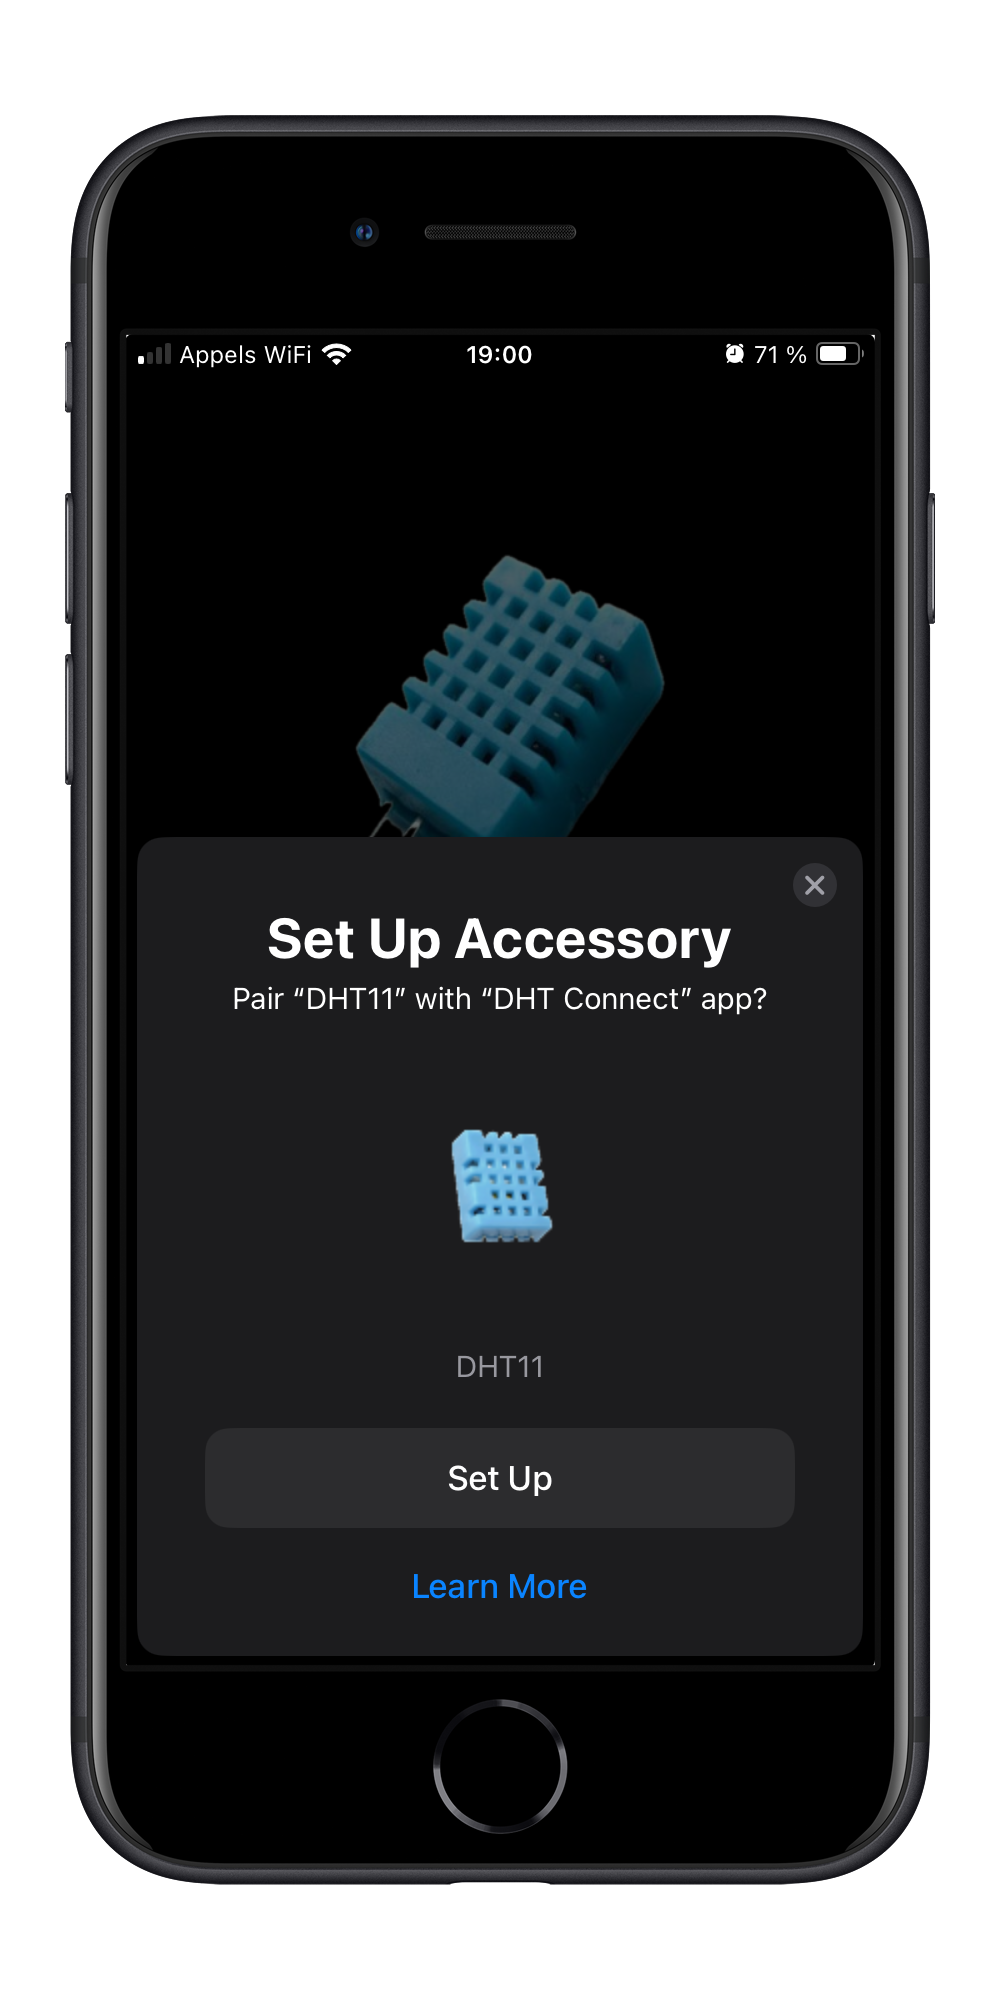 Appels WiFi 19:00 71 %
Set Up Accessory
Pair “DHT11” with “DHT Connect” app?
DHT11
Set Up
Learn More